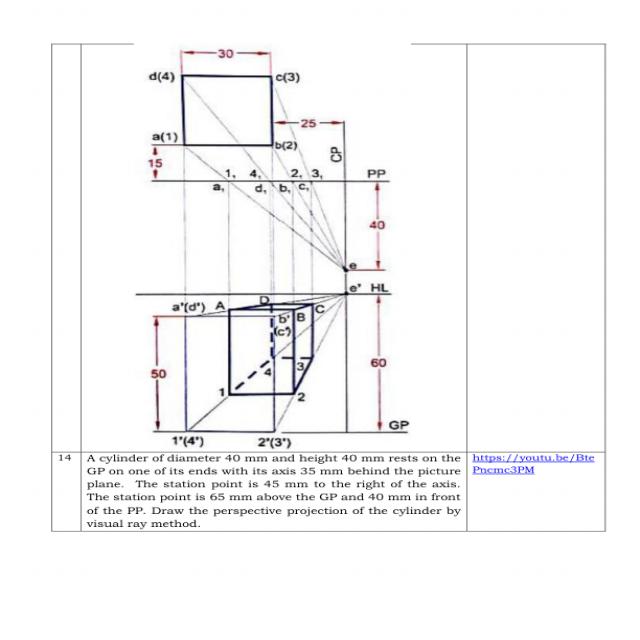 30
d(4) c(3)
25
CP
a(1) b(2)
15
1, 4, 2, 3, PP
a, d, b, c,
40
e
e' HL
a'(d') A D B C
b'
(c')
50
60
4 3
1 2
GP
1'(4') 2'(3')
14 A cylinder of diameter 40 mm and height 40 mm rests on the
GP on one of its ends with its axis 35 mm behind the picture
plane. The station point is 45 mm to the right of the axis.
The station point is 65 mm above the GP and 40 mm in front
of the PP. Draw the perspective projection of the cylinder by
visual ray method.
https://youtu.be/Bte
Pncmc3PM